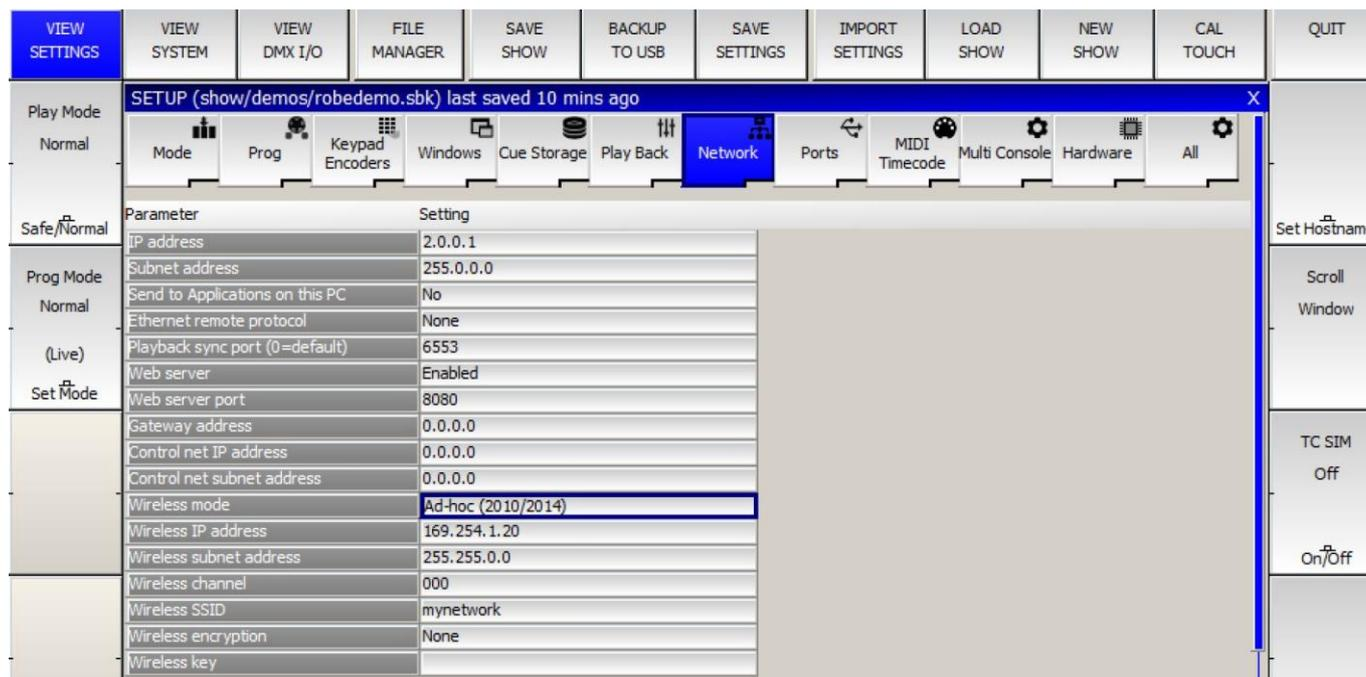 VIEW
SETTINGS
VIEW
SYSTEM
VIEW
DMX I/O
FILE
MANAGER
SAVE
SHOW
BACKUP
TO USB
SAVE
SETTINGS
IMPORT
SETTINGS
LOAD
SHOW
NEW
SHOW
CAL
TOUCH
QUIT
Play Mode
Normal
Safe/Normal
Prog Mode
Normal
(Live)
Set Mode
SETUP (show/demos/robedemo.sbk) last saved 10 mins ago X
Mode
Prog
Keypad
Encoders
Windows
Cue Storage
Play Back
Network
Ports
MIDI
Timecode
Multi Console
Hardware
All
Parameter Setting
IP address 2.0.0.1
Subnet address 255.0.0.0
Send to Applications on this PC No
Ethernet remote protocol None
Playback sync port (0=default) 6553
Web server Enabled
Web server port 8080
Gateway address 0.0.0.0
Control net IP address 0.0.0.0
Control net subnet address 0.0.0.0
Wireless mode Ad-hoc (2010/2014)
Wireless IP address 169.254.1.20
Wireless subnet address 255.255.0.0
Wireless channel 000
Wireless SSID mynetwork
Wireless encryption None
Wireless key
Set Hostnam
Scroll
Window
TC SIM
Off
On/Off